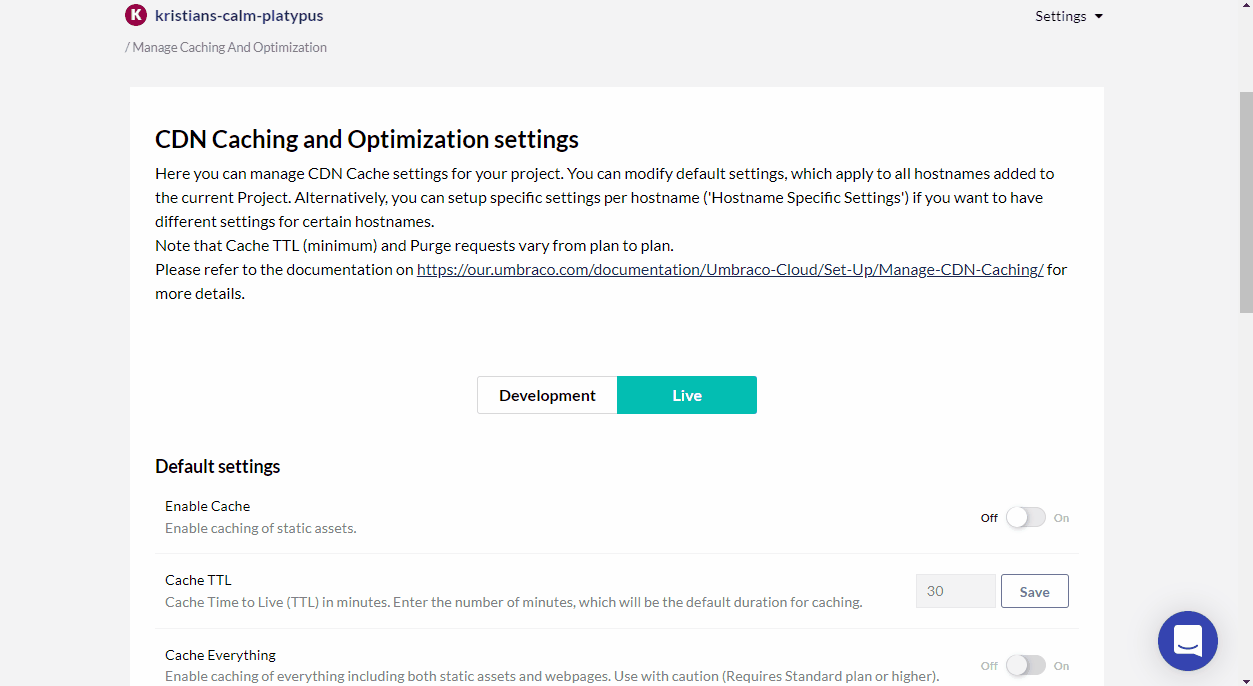 K kristians-calm-platypus
Settings
/ Manage Caching And Optimization
CDN Caching and Optimization settings
Here you can manage CDN Cache settings for your project. You can modify default settings, which apply to all hostnames added to
the current Project. Alternatively, you can setup specific settings per hostname ('Hostname Specific Settings') if you want to have
different settings for certain hostnames.
Note that Cache TTL (minimum) and Purge requests vary from plan to plan.
Please refer to the documentation on https://our.umbraco.com/documentation/Umbraco-Cloud/Set-Up/Manage-CDN-Caching/ for
more details.
Development Live
Default settings
Enable Cache
Enable caching of static assets.
Off On
Cache TTL
Cache Time to Live (TTL) in minutes. Enter the number of minutes, which will be the default duration for caching.
30 Save
Cache Everything
Enable caching of everything including both static assets and webpages. Use with caution (Requires Standard plan or higher).
Off On